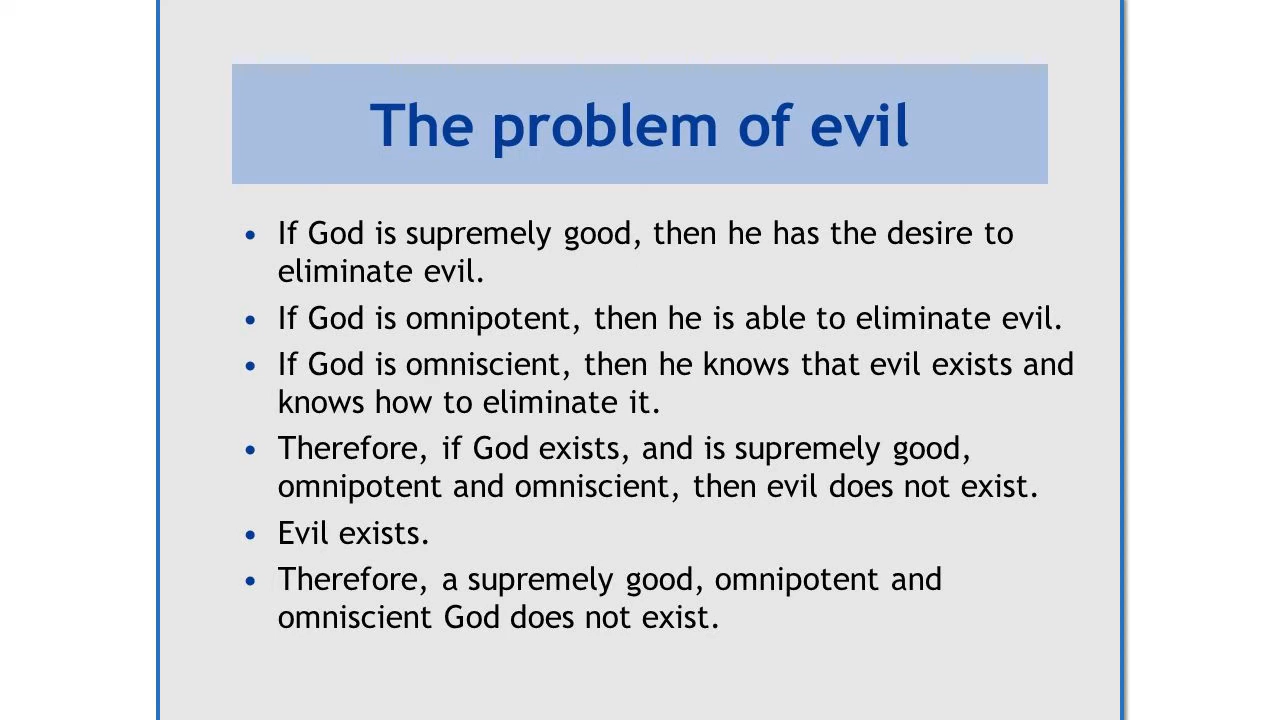 The problem of evil
• If God is supremely good, then he has the desire to
eliminate evil.
• If God is omnipotent, then he is able to eliminate evil.
• If God is omniscient, then he knows that evil exists and
knows how to eliminate it.
• Therefore, if God exists, and is supremely good,
omnipotent and omniscient, then evil does not exist.
• Evil exists.
• Therefore, a supremely good, omnipotent and
omniscient God does not exist.